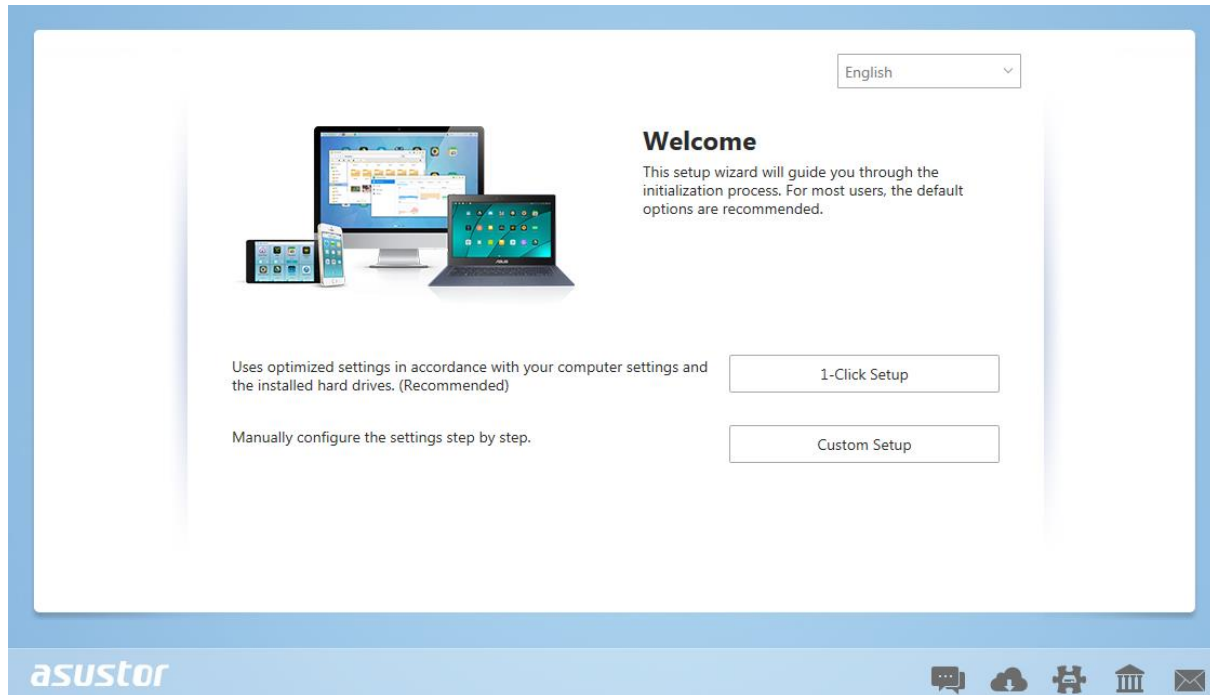 English
Welcome
This setup wizard will guide you through the
initialization process. For most users, the default
options are recommended.
Uses optimized settings in accordance with your computer settings and
the installed hard drives. (Recommended)
1-Click Setup
Manually configure the settings step by step.
Custom Setup
asustor